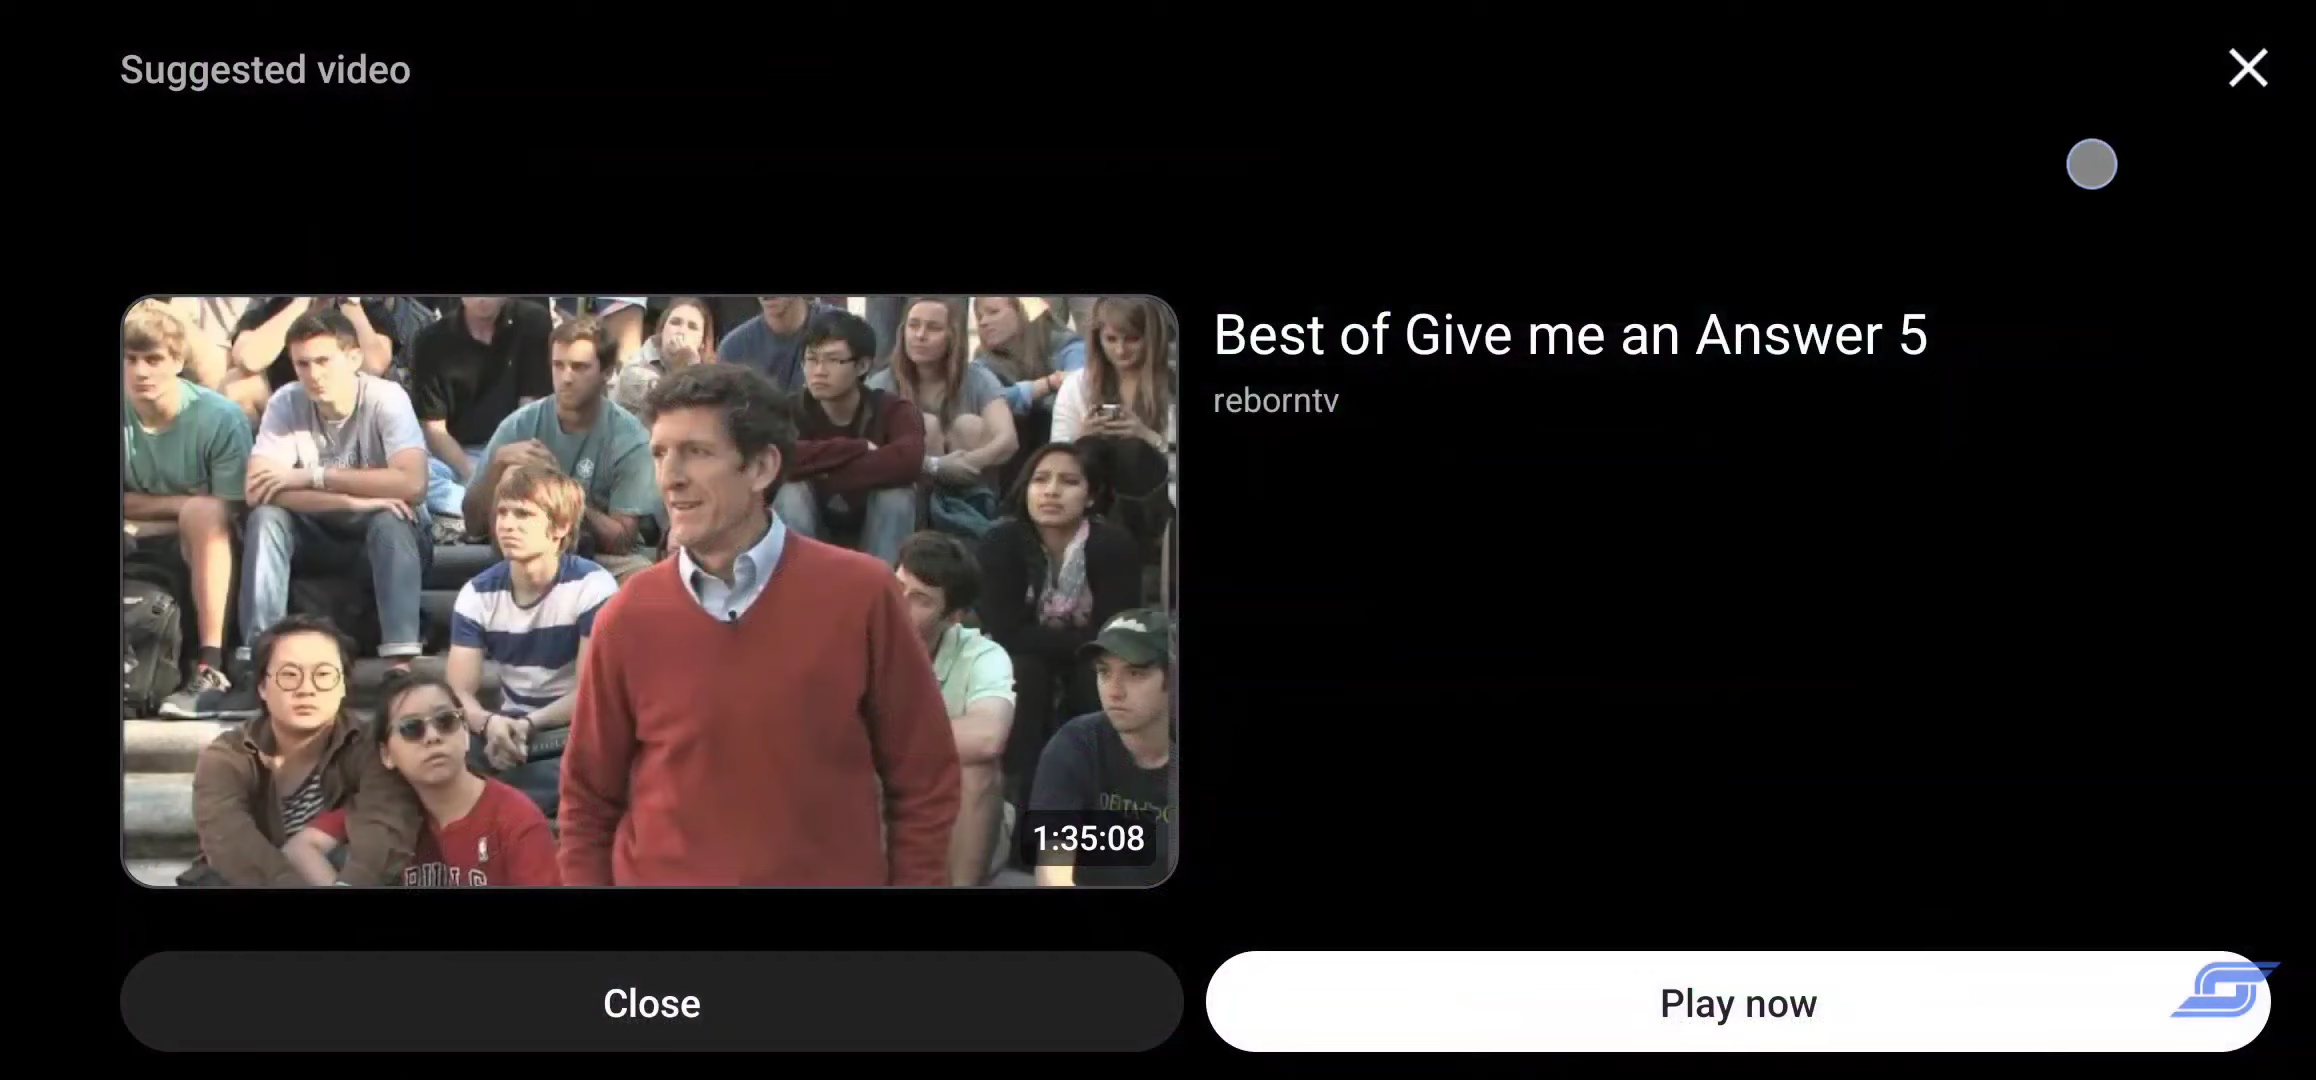 Suggested video
Best of Give me an Answer 5
reborntv
1:35:08
Close
Play now